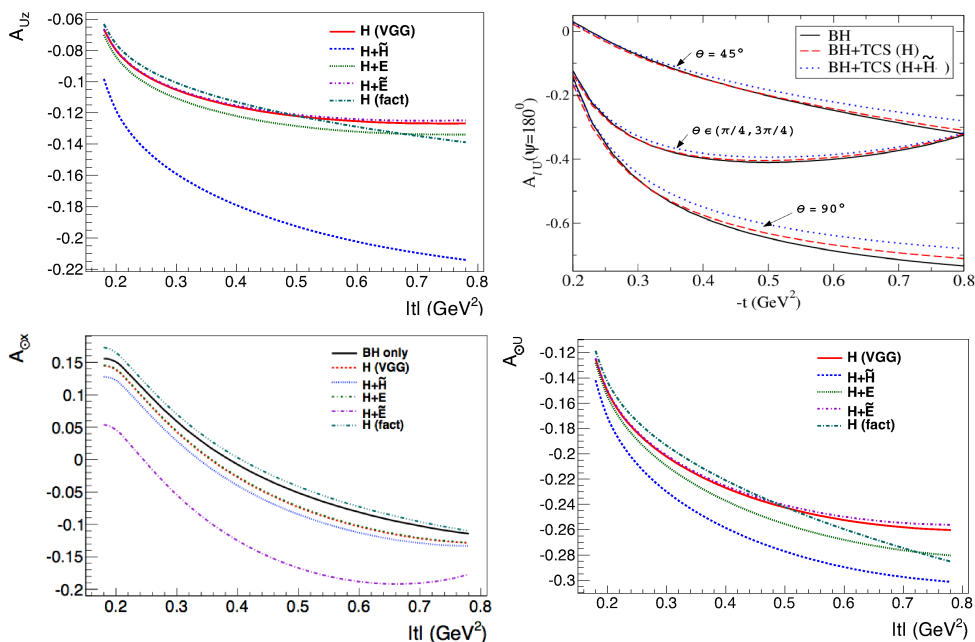 A_Uz
-0.06
-0.08
-0.1
-0.12
-0.14
-0.16
-0.18
-0.2
-0.22
H (VGG)
H+H̃
H+E
H+Ẽ
H (fact)
0.2 0.3 0.4 0.5 0.6 0.7 0.8
|t| (GeV²)
A_lU(ψ=180⁰)
0
-0.2
-0.4
-0.6
BH
BH+TCS (H)
BH+TCS (H+H̃ )
θ = 45°
θ∈(π/4, 3π/4)
θ = 90°
0.2 0.3 0.4 0.5 0.6 0.7 0.8
-t (GeV²)
A_⊙x
0.15
0.1
0.05
0
-0.05
-0.1
-0.15
-0.2
BH only
H (VGG)
H+H̃
H+E
H+Ẽ
H (fact)
0.2 0.3 0.4 0.5 0.6 0.7 0.8
|t| (GeV²)
A_⊙U
-0.12
-0.14
-0.16
-0.18
-0.2
-0.22
-0.24
-0.26
-0.28
-0.3
H (VGG)
H+H̃
H+E
H+Ẽ
H (fact)
0.2 0.3 0.4 0.5 0.6 0.7 0.8
|t| (GeV²)